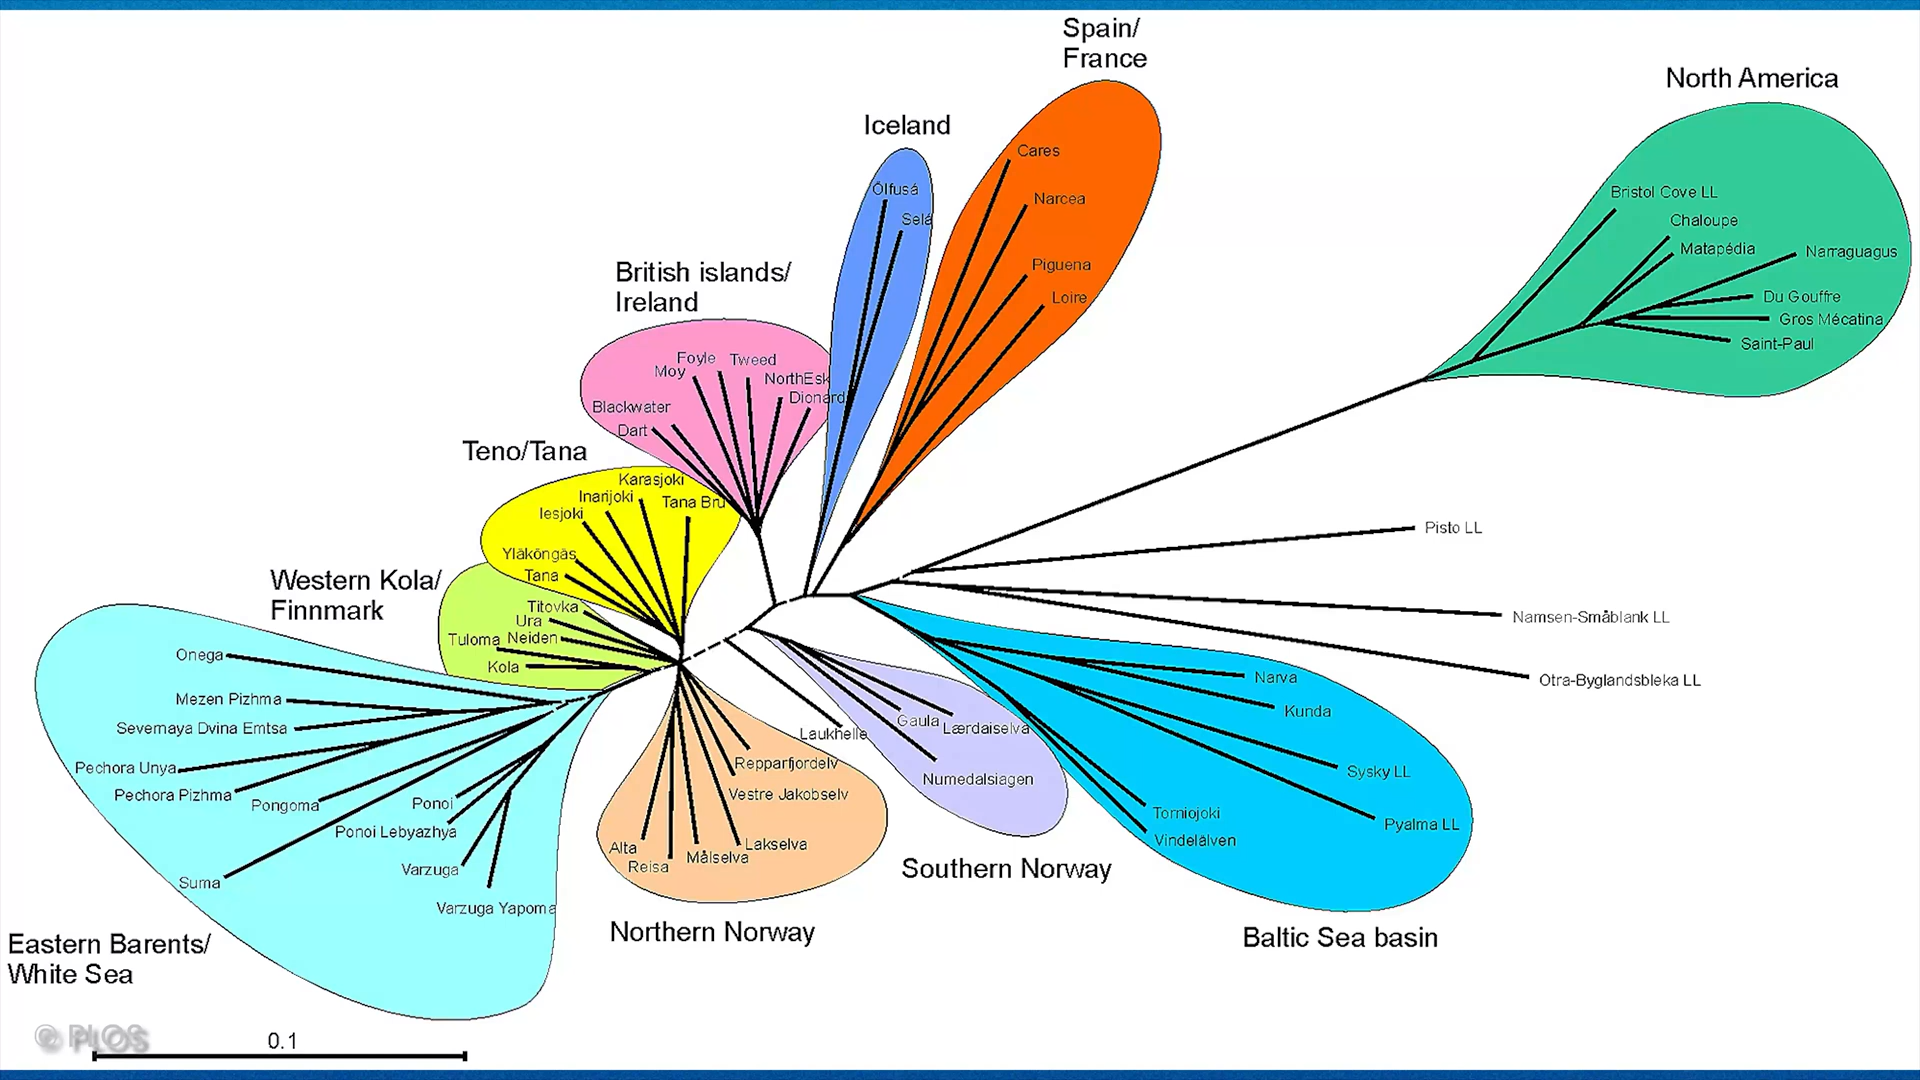 Spain/
France
North America
Iceland
Cares
Ölfusá
Bristol Cove LL
Narcea
Selá
Chaloupe
Matapédia
Narraguagus
British islands/
Ireland
Piguena
Loire
Du Gouffre
Gros Mécatina
Saint-Paul
Foyle
Tweed
Moy
NorthEsk
Dionard
Blackwater
Dart
Teno/Tana
Karasjoki
Inarijoki
Tana Bru
Iesjoki
Pisto LL
Yläköngäs
Tana
Western Kola/
Finnmark
Titovka
Ura
Tuloma
Neiden
Kola
Namsen-Småblank LL
Otra-Byglandsbleka LL
Onega
Narva
Mezen Pizhma
Kunda
Severnaya Dvina Emtsa
Gaula
Lærdaiselva
Laukhelle
Pechora Unya
Repparfjordelv
Sysky LL
Numedalsiagen
Pechora Pizhma
Vestre Jakobselv
Pongoma
Ponoi
Torniojoki
Pyalma LL
Ponoi Lebyazhya
Vindelälven
Alta
Lakselva
Målselva
Reisa
Varzuga
Suma
Southern Norway
Varzuga Yapoma
Northern Norway
Baltic Sea basin
Eastern Barents/
White Sea
© PLOS
0.1